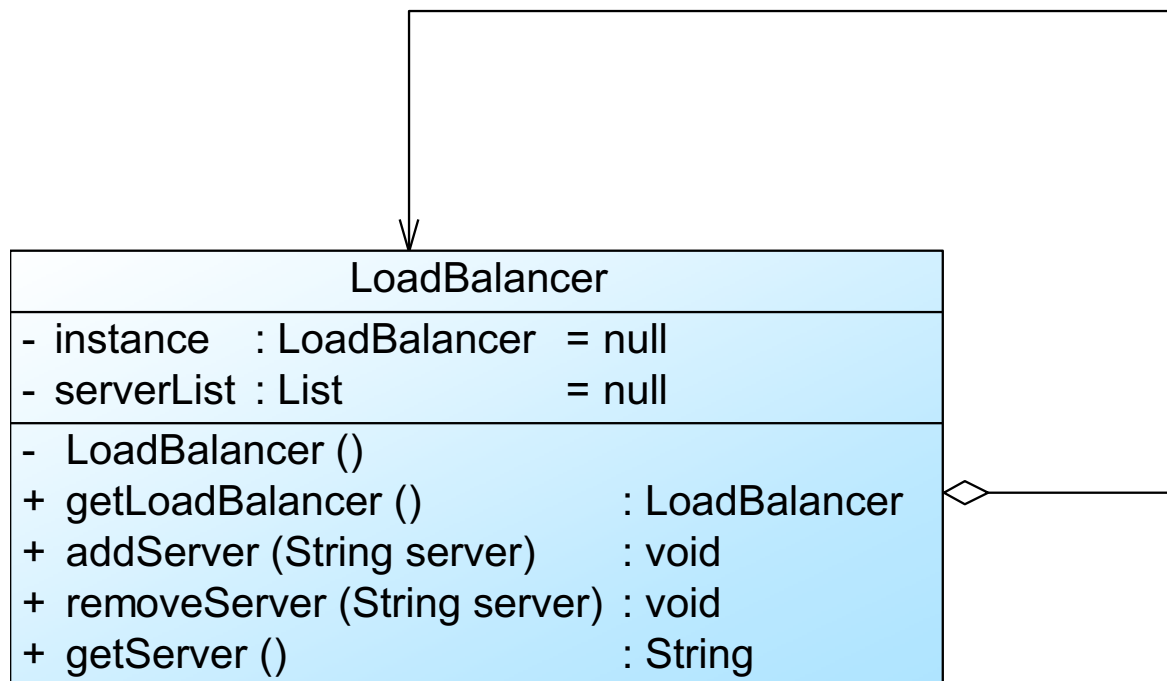 LoadBalancer
- instance : LoadBalancer = null
- serverList : List = null
- LoadBalancer ()
+ getLoadBalancer () : LoadBalancer
+ addServer (String server) : void
+ removeServer (String server) : void
+ getServer () : String